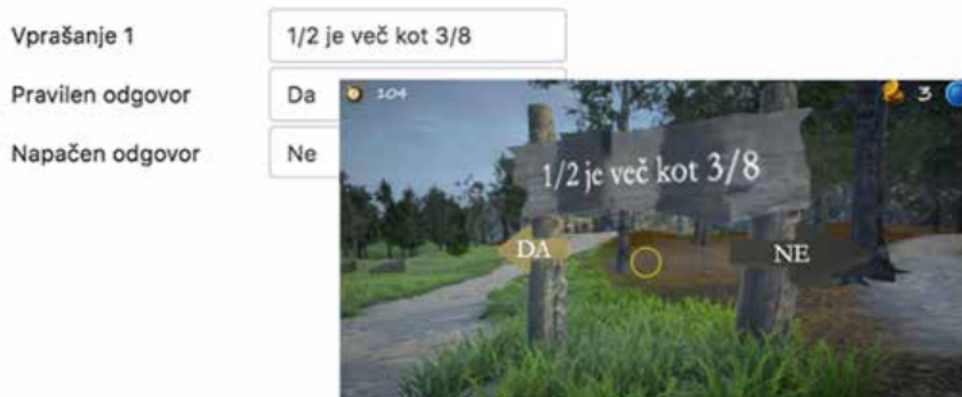 Vprašanje 1
1/2 je več kot 3/8
Pravilen odgovor
Da
Napačen odgovor
Ne
104
3
1/2 je več kot 3/8
DA
NE